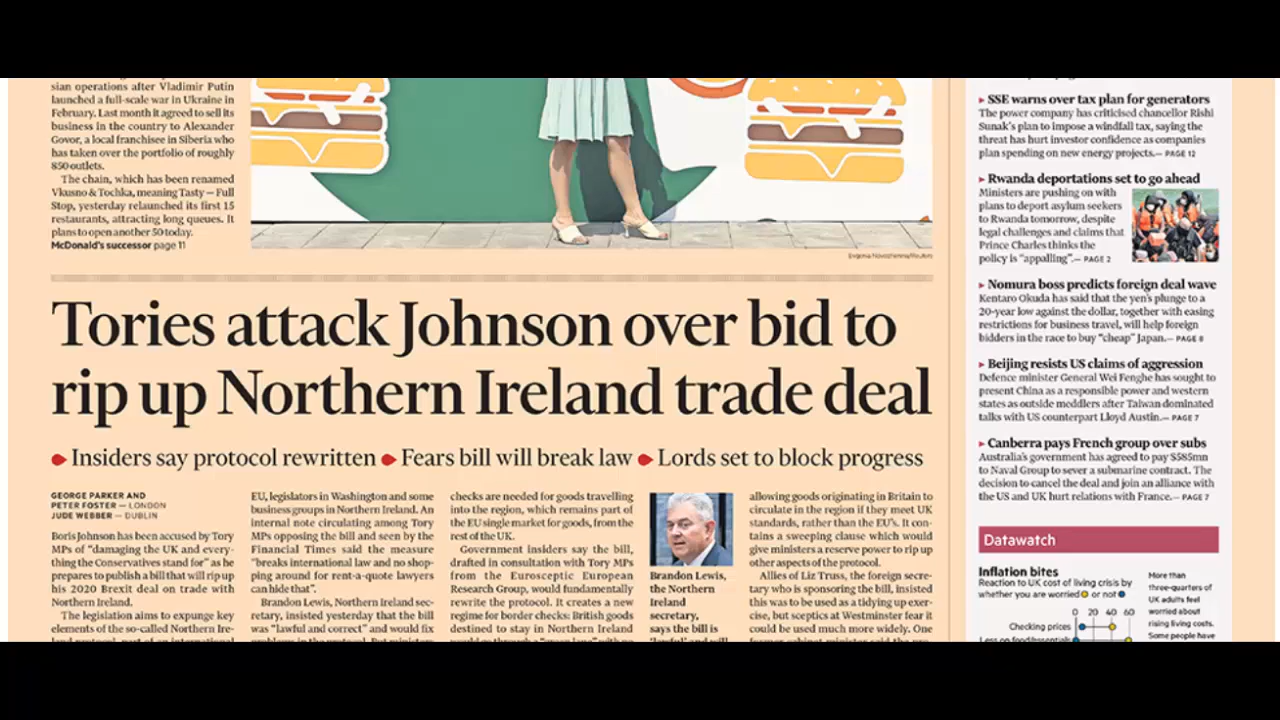 sian operations after Vladimir Putin
launched a full-scale war in Ukraine in
February. Last month it agreed to sell its
business in the country to Alexander
Govor, a local franchisee in Siberia who
has taken over the portfolio of roughly
850 outlets.
The chain, which has been renamed
Vkusno & Tochka, meaning Tasty — Full
Stop, yesterday relaunched its first 15
restaurants, attracting long queues. It
plans to open another 50 today.
McDonald's successor page 11
Evgenia Novozhenina/Reuters
Tories attack Johnson over bid to
rip up Northern Ireland trade deal
Insiders say protocol rewritten Fears bill will break law Lords set to block progress
GEORGE PARKER AND
PETER FOSTER — LONDON
JUDE WEBBER — DUBLIN
Boris Johnson has been accused by Tory
MPs of “damaging the UK and every-
thing the Conservatives stand for” as he
prepares to publish a bill that will rip up
his 2020 Brexit deal on trade with
Northern Ireland.
The legislation aims to expunge key
elements of the so-called Northern Ire-
land protocol, part of an international
EU, legislators in Washington and some
business groups in Northern Ireland. An
internal note circulating among Tory
MPs opposing the bill and seen by the
Financial Times said the measure
“breaks international law and no shop-
ping around for rent-a-quote lawyers
can hide that”.
Brandon Lewis, Northern Ireland sec-
retary, insisted yesterday that the bill
was “lawful and correct” and would fix
problems in the protocol. But
checks are needed for goods travelling
into the region, which remains part of
the EU single market for goods, from the
rest of the UK.
Government insiders say the bill,
drafted in consultation with Tory MPs
from the Eurosceptic European
Research Group, would fundamentally
rewrite the protocol. It creates a new
regime for border checks: British goods
destined to stay in Northern Ireland
Brandon Lewis,
the Northern
Ireland
secretary,
says the bill is
‘lawful’ and will
allowing goods originating in Britain to
circulate in the region if they meet UK
standards, rather than the EU's. It con-
tains a sweeping clause which would
give ministers a reserve power to rip up
other aspects of the protocol.
Allies of Liz Truss, the foreign secre-
tary who is sponsoring the bill, insisted
this was to be used as a tidying up exer-
cise, but sceptics at Westminster fear it
could be used much more widely. One
former cabinet minister said the
SSE warns over tax plan for generators
The power company has criticised chancellor Rishi
Sunak's plan to impose a windfall tax, saying the
threat has hurt investor confidence as companies
plan spending on new energy projects.— PAGE 12
Rwanda deportations set to go ahead
Ministers are pushing on with
plans to deport asylum seekers
to Rwanda tomorrow, despite
legal challenges and claims that
Prince Charles thinks the
policy is “appalling”.— PAGE 2
Nomura boss predicts foreign deal wave
Kentaro Okuda has said that the yen's plunge to a
20-year low against the dollar, together with easing
restrictions for business travel, will help foreign
bidders in the race to buy “cheap” Japan.— PAGE 8
Beijing resists US claims of aggression
Defence minister General Wei Fenghe has sought to
present China as a responsible power and western
states as outside meddlers after Taiwan dominated
talks with US counterpart Lloyd Austin.— PAGE 7
Canberra pays French group over subs
Australia's government has agreed to pay $585mn
to Naval Group to sever a submarine contract. The
decision to cancel the deal and join an alliance with
the US and UK hurt relations with France.— PAGE 7
Datawatch
Inflation bites
Reaction to UK cost of living crisis by
whether you are worried or not
0 20 40 60
Checking prices
Less on food/essentials
More than
three-quarters of
UK adults feel
worried about
rising living costs.
Some people have